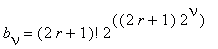 b_ν = (2 r + 1)! 2^((2 r + 1) 2^ν)